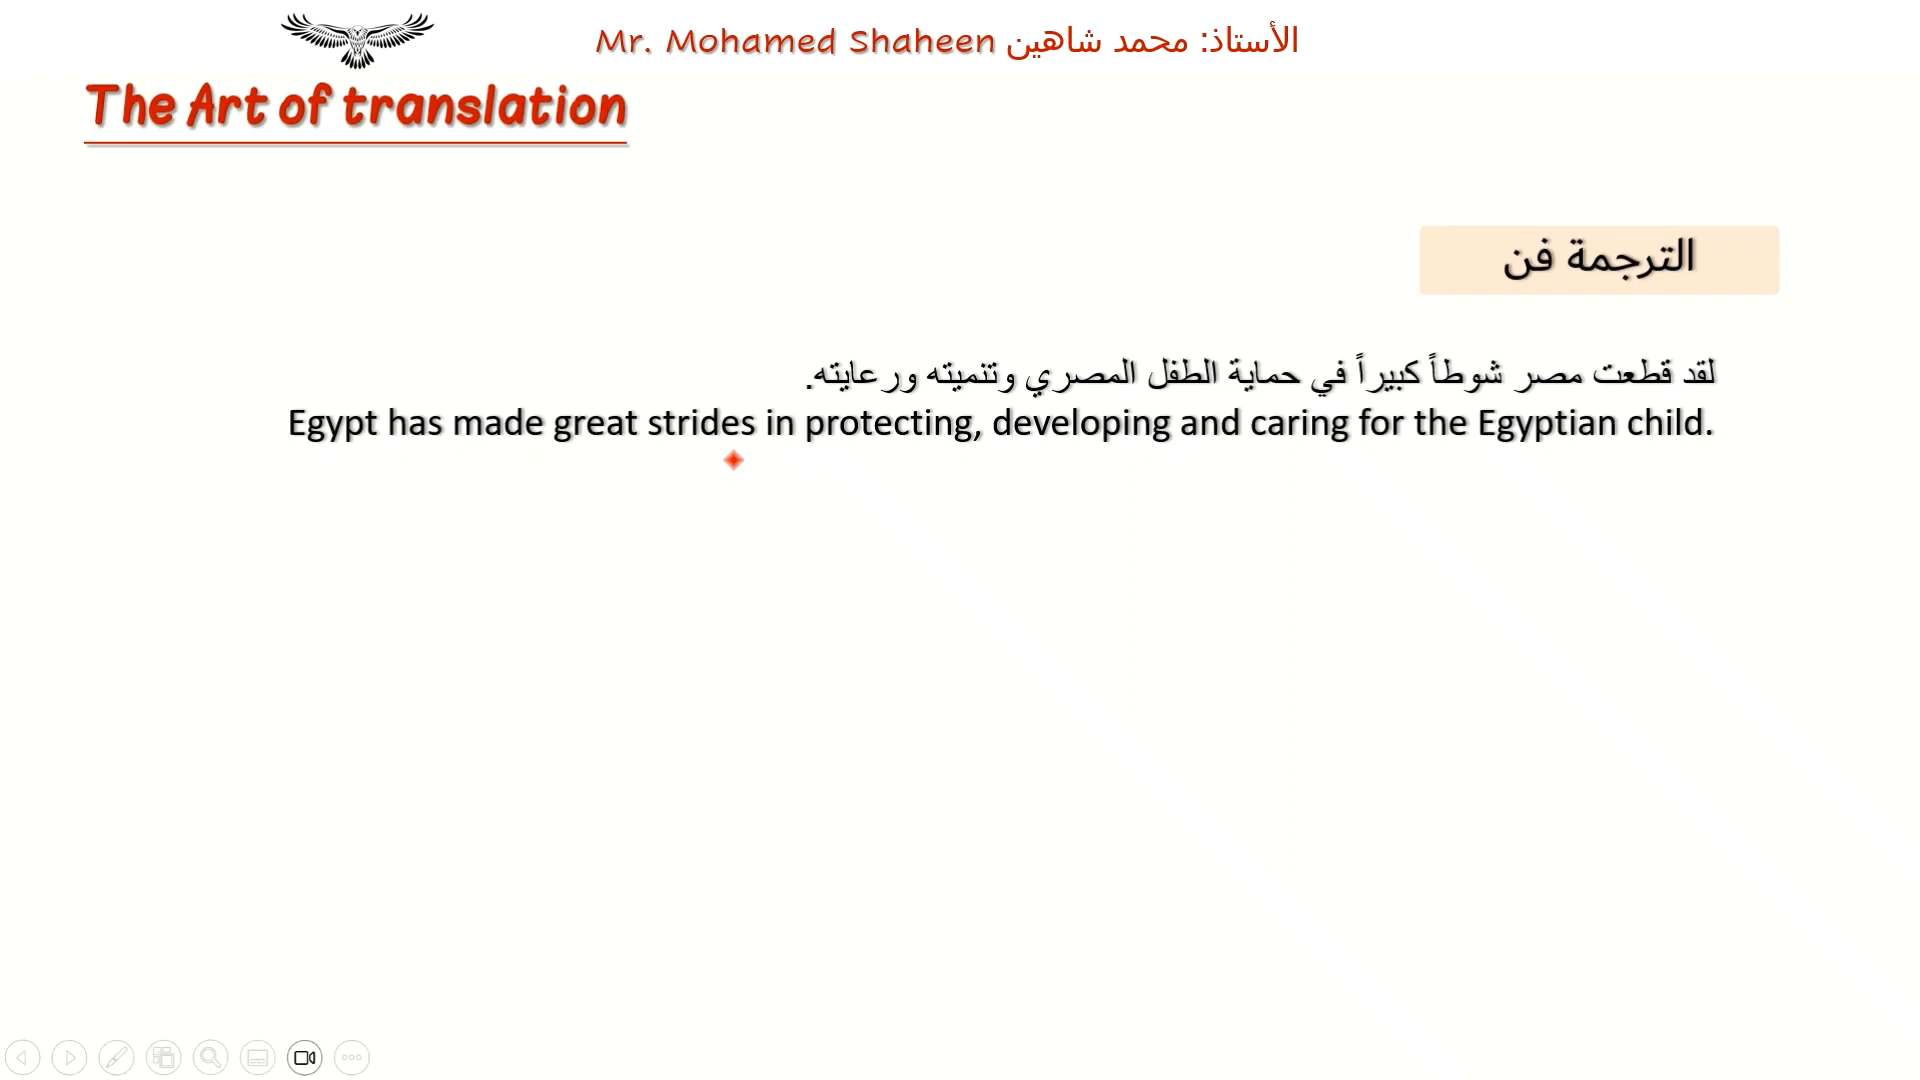 Mr. Mohamed Shaheen الأستاذ: محمد شاهين
The Art of translation
الترجمة فن
لقد قطعت مصر شوطاً كبيراً في حماية الطفل المصري وتنميته ورعايته.
Egypt has made great strides in protecting, developing and caring for the Egyptian child.